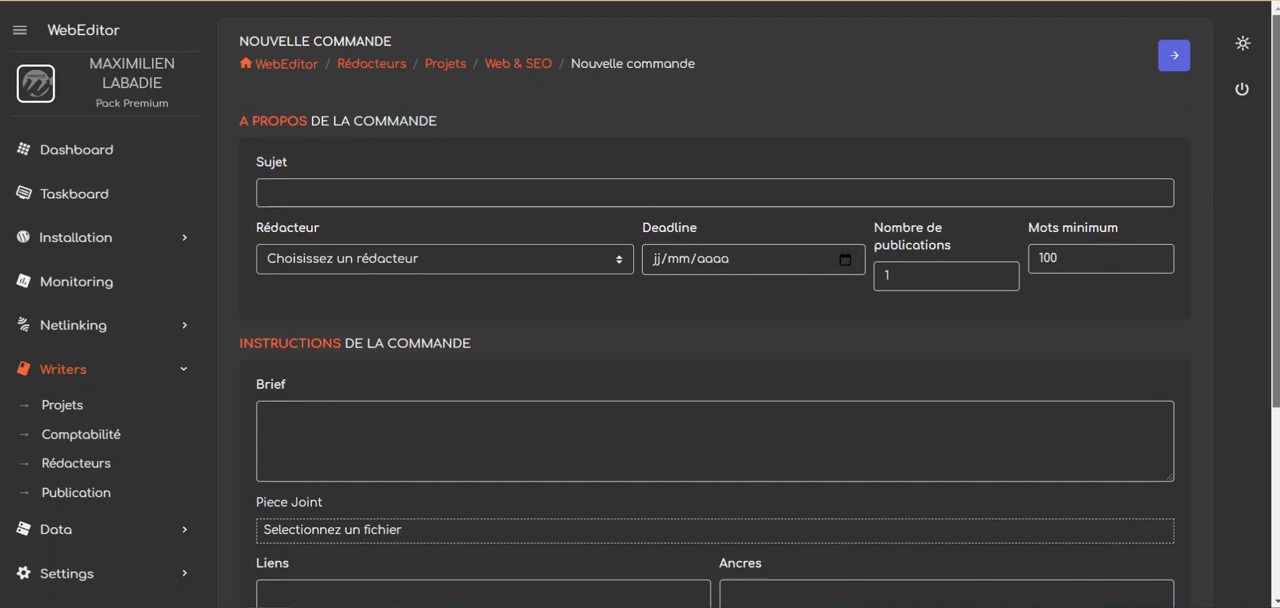 WebEditor
MAXIMILIEN
LABADIE
Pack Premium
Dashboard
Taskboard
Installation
Monitoring
Netlinking
Writers
→ Projets
→ Comptabilité
→ Rédacteurs
→ Publication
Data
Settings
NOUVELLE COMMANDE
WebEditor / Rédacteurs / Projets / Web & SEO / Nouvelle commande
A PROPOS DE LA COMMANDE
Sujet
Rédacteur
Choisissez un rédacteur
Deadline
jj/mm/aaaa
Nombre de
publications
1
Mots minimum
100
INSTRUCTIONS DE LA COMMANDE
Brief
Piece Joint
Selectionnez un fichier
Liens
Ancres